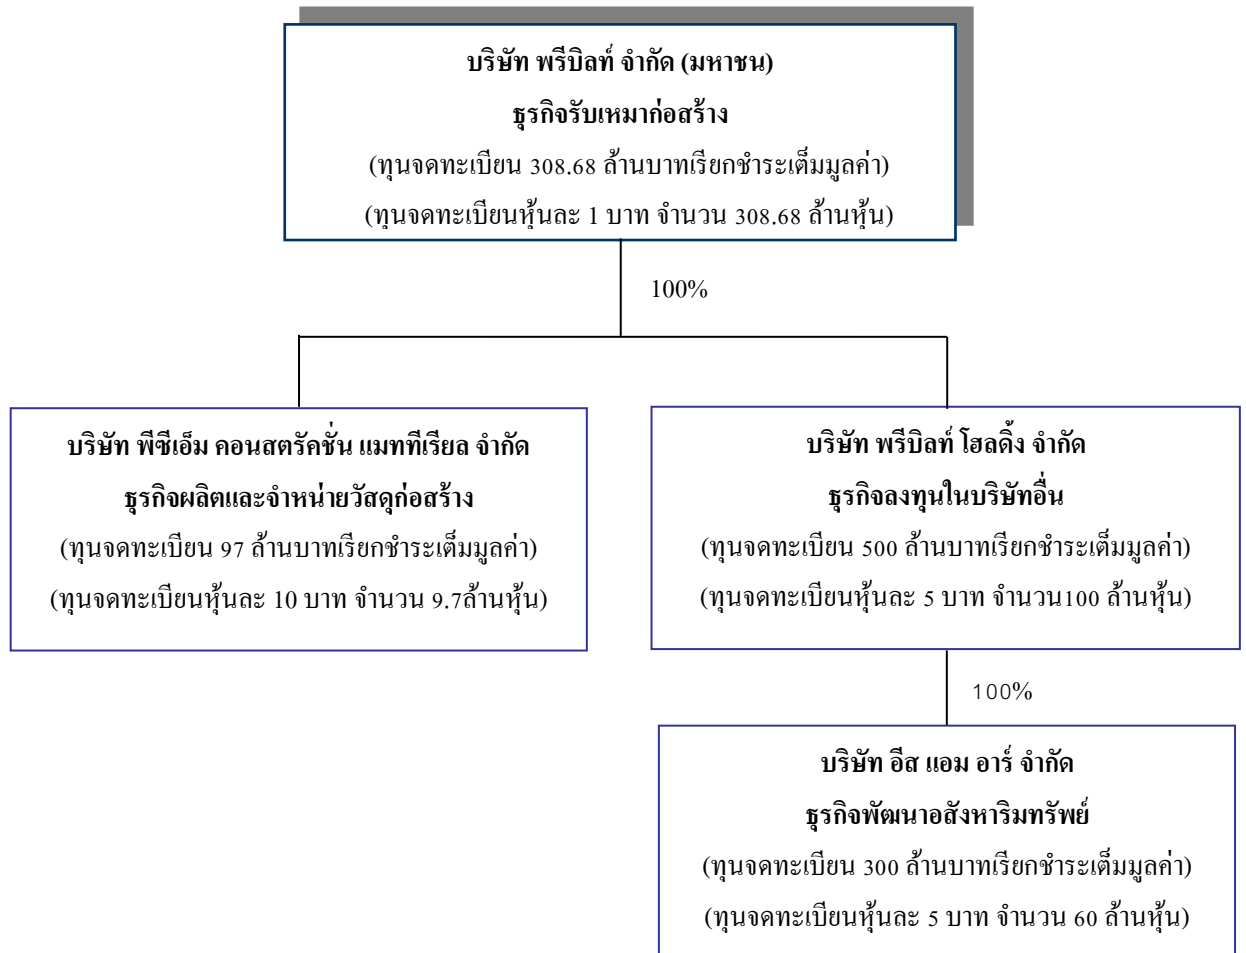 บริษัท พรีบิลท์ จำกัด (มหาชน)
ธุรกิจรับเหมาก่อสร้าง
(ทุนจดทะเบียน 308.68 ล้านบาทเรียกชำระเต็มมูลค่า)
(ทุนจดทะเบียนหุ้นละ 1 บาท จำนวน 308.68 ล้านหุ้น)
100%
บริษัท พีซีเอ็ม คอนสตรัคชั่น แมททีเรียล จำกัด
ธุรกิจผลิตและจำหน่ายวัสดุก่อสร้าง
(ทุนจดทะเบียน 97 ล้านบาทเรียกชำระเต็มมูลค่า)
(ทุนจดทะเบียนหุ้นละ 10 บาท จำนวน 9.7ล้านหุ้น)
บริษัท พรีบิลท์ โฮลดิ้ง จำกัด
ธุรกิจลงทุนในบริษัทอื่น
(ทุนจดทะเบียน 500 ล้านบาทเรียกชำระเต็มมูลค่า)
(ทุนจดทะเบียนหุ้นละ 5 บาท จำนวน100 ล้านหุ้น)
100%
บริษัท อีส แอม อาร์ จำกัด
ธุรกิจพัฒนาอสังหาริมทรัพย์
(ทุนจดทะเบียน 300 ล้านบาทเรียกชำระเต็มมูลค่า)
(ทุนจดทะเบียนหุ้นละ 5 บาท จำนวน 60 ล้านหุ้น)